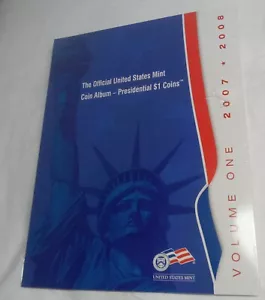 The Official United States Mint
Coin Album – Presidential $1 Coins™
VOLUME ONE 2007 • 2008
UNITED STATES MINT